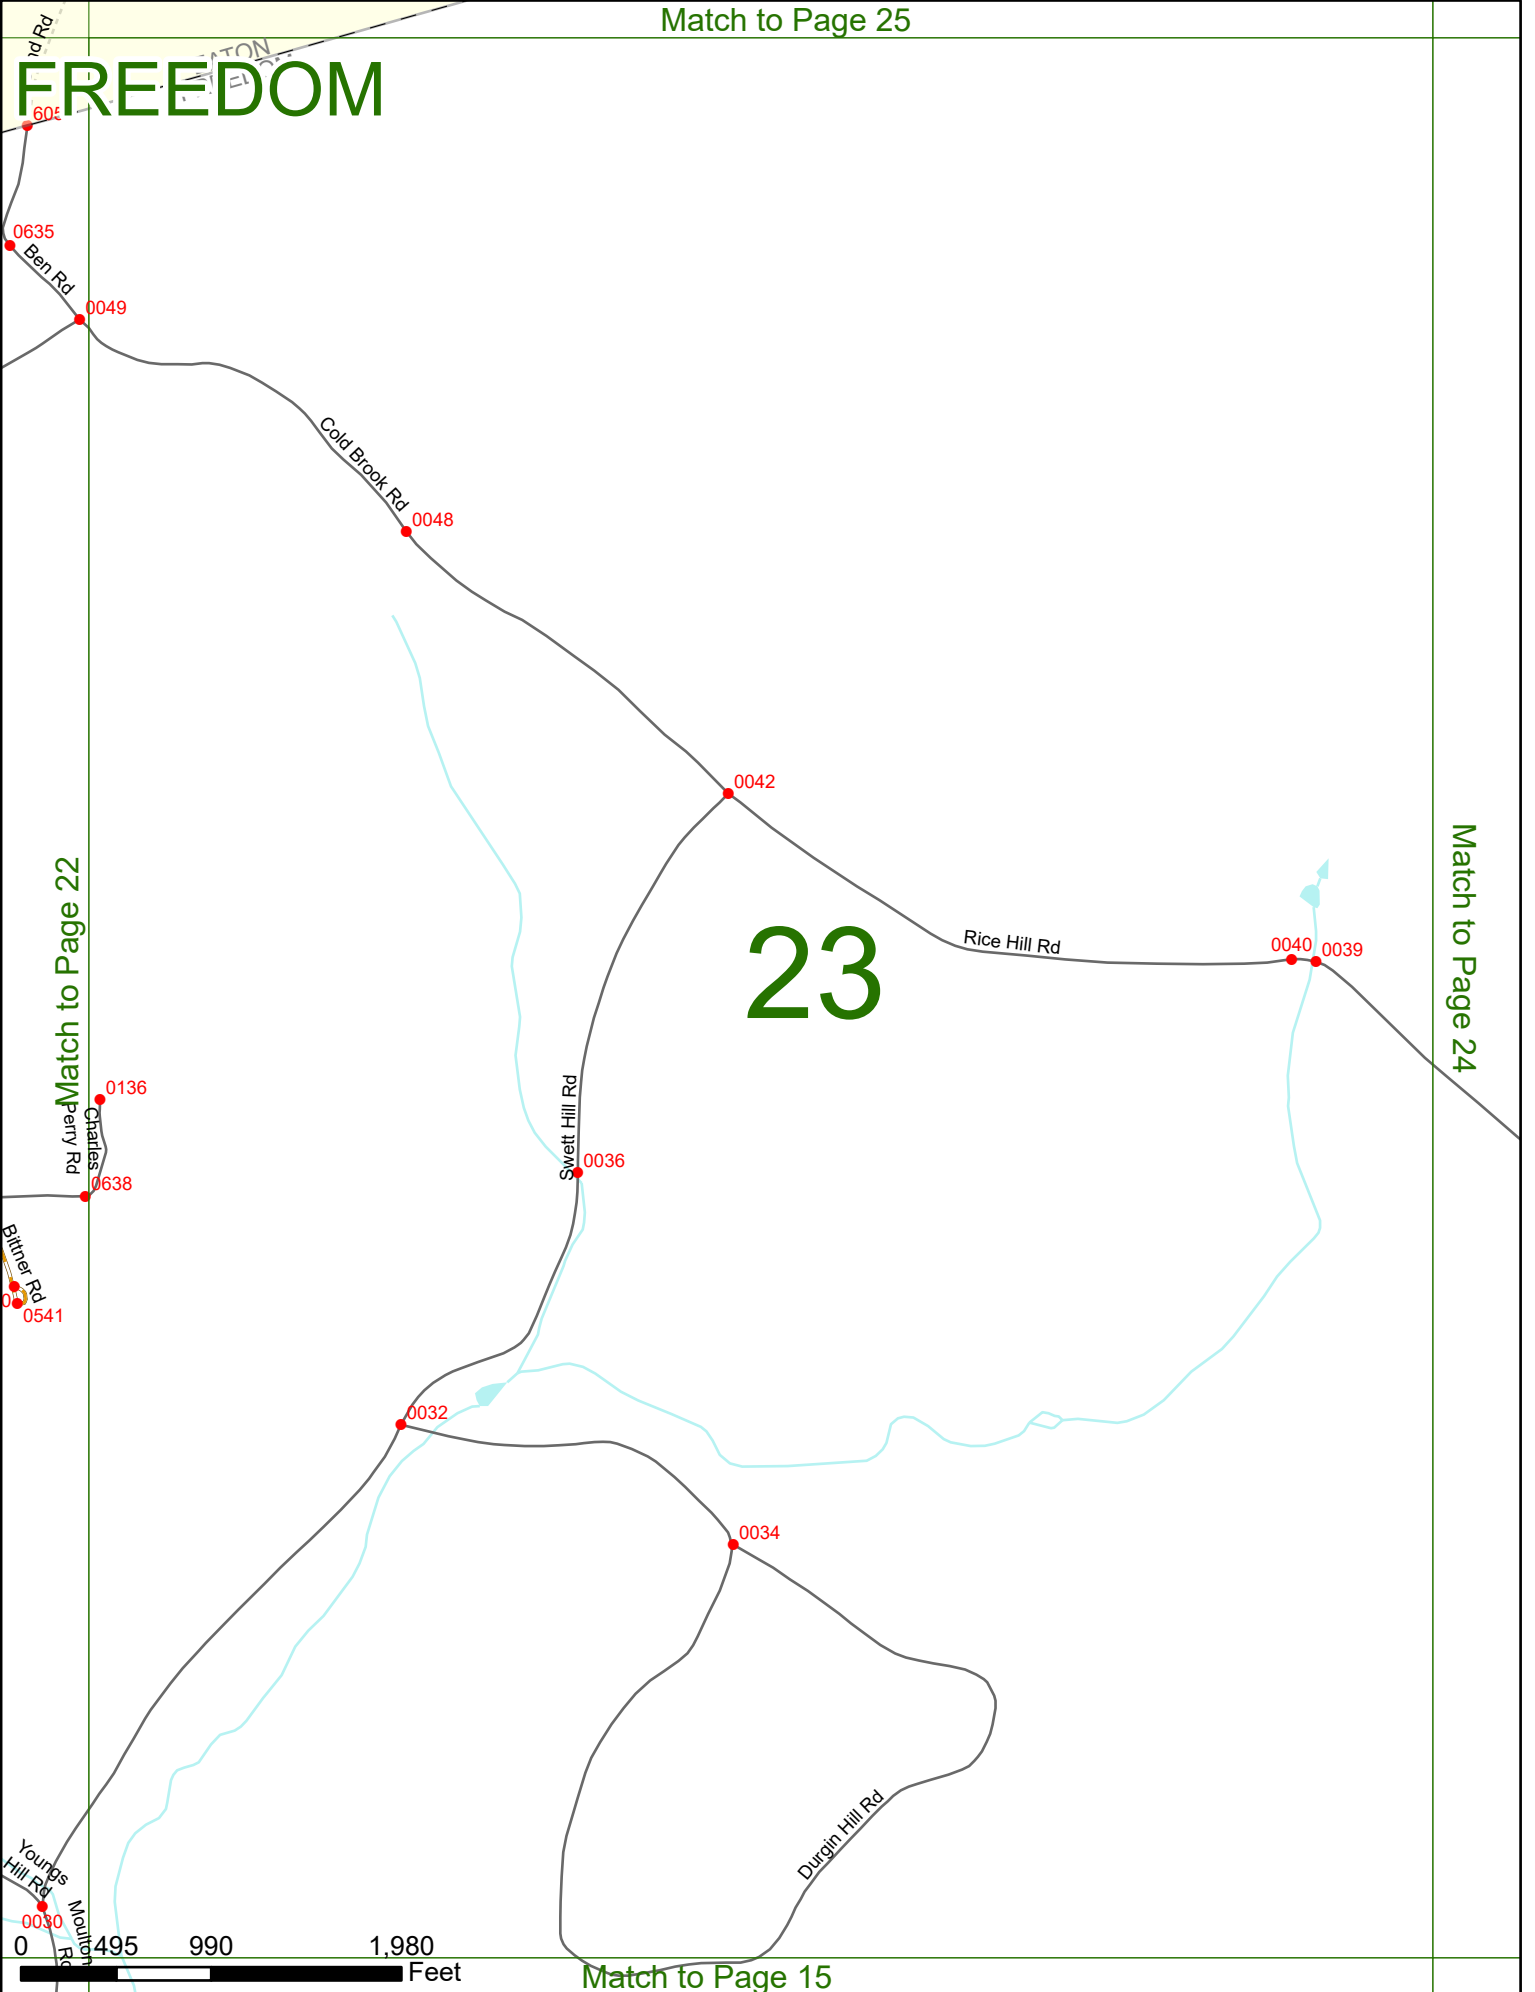 Match to Page 25
FREEDOM
605
0635
Ben Rd
0049
Cold Brook Rd
0048
0042
Match to Page 22
23
Rice Hill Rd
0040
0039
Match to Page 24
0136
Charles
Perry Rd
0638
Swett Hill Rd
0036
Bittner Rd
0541
0032
0034
Durgin Hill Rd
Youngs
Hill Rd
0030
Moulton
Rd
0 495 990 1,980
Feet
Match to Page 15